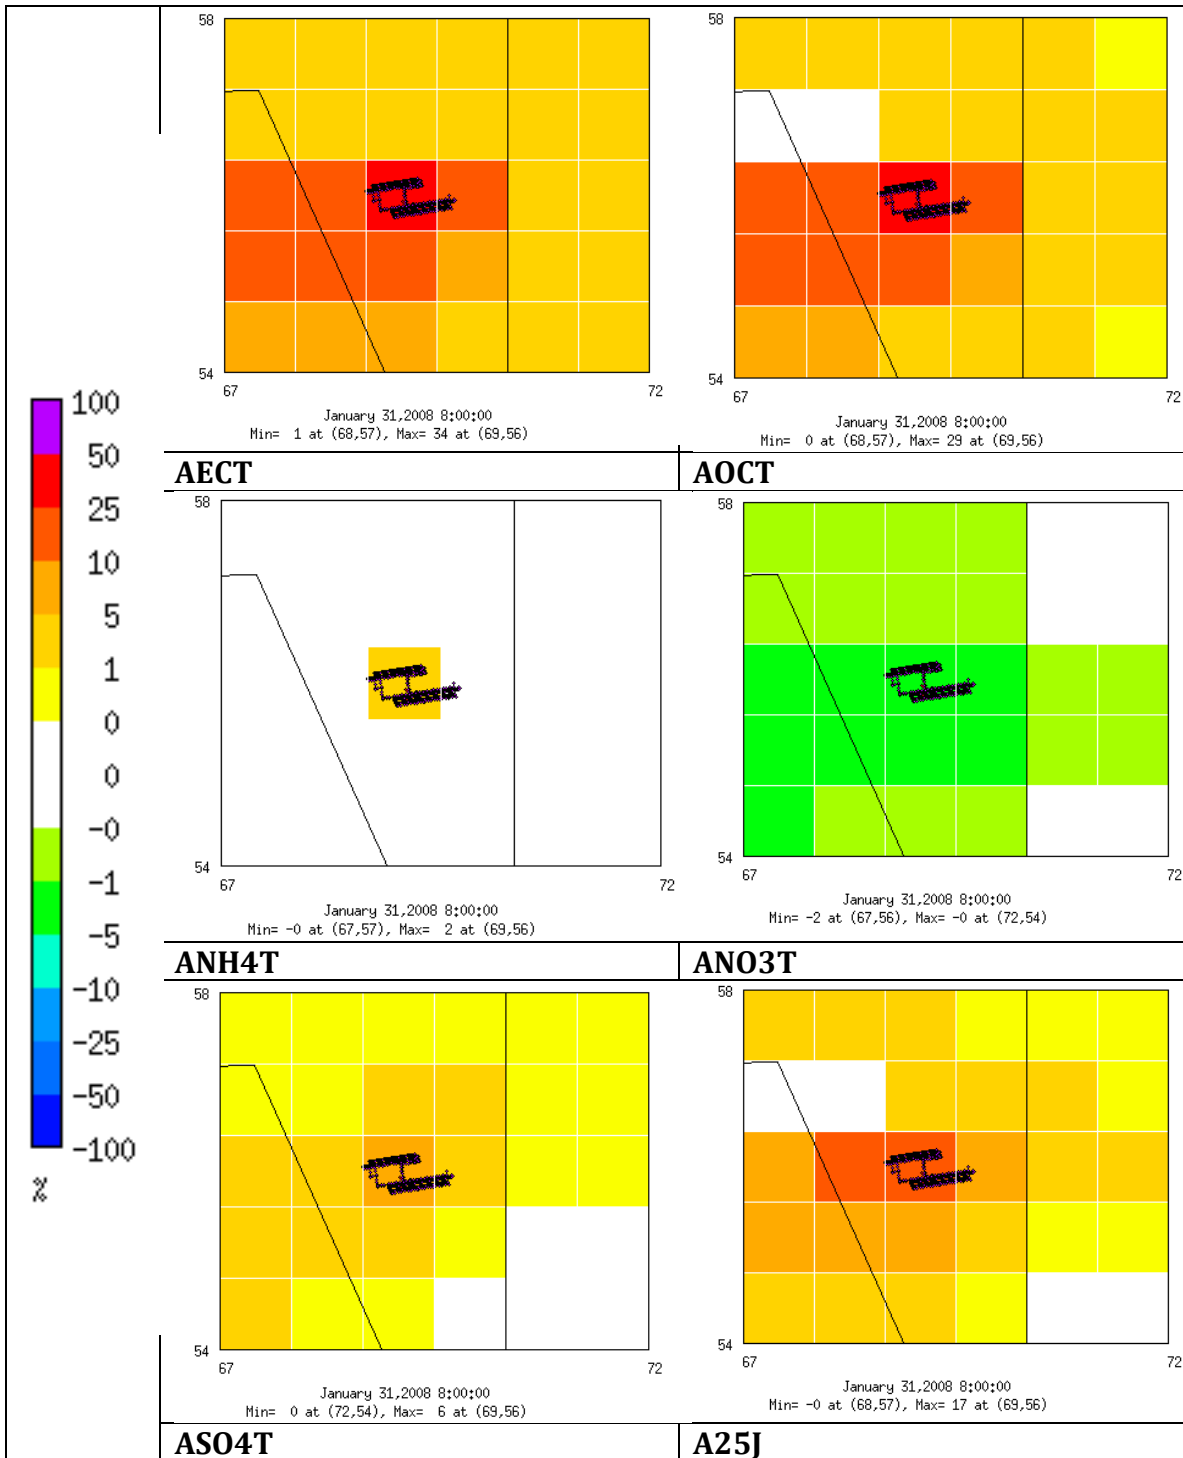 100
50
25
10
5
1
0
0
-0
-1
-5
-10
-25
-50
-100
%
58
54
67
72
January 31,2008 8:00:00
Min=  1 at (68,57), Max= 34 at (69,56)
AECT
58
54
67
72
January 31,2008 8:00:00
Min=  0 at (68,57), Max= 29 at (69,56)
AOCT
58
54
67
72
January 31,2008 8:00:00
Min= -0 at (67,57), Max=  2 at (69,56)
ANH4T
58
54
67
72
January 31,2008 8:00:00
Min= -2 at (67,56), Max= -0 at (72,54)
ANO3T
58
54
67
72
January 31,2008 8:00:00
Min=  0 at (72,54), Max=  6 at (69,56)
ASO4T
58
54
67
72
January 31,2008 8:00:00
Min= -0 at (68,57), Max= 17 at (69,56)
A25J